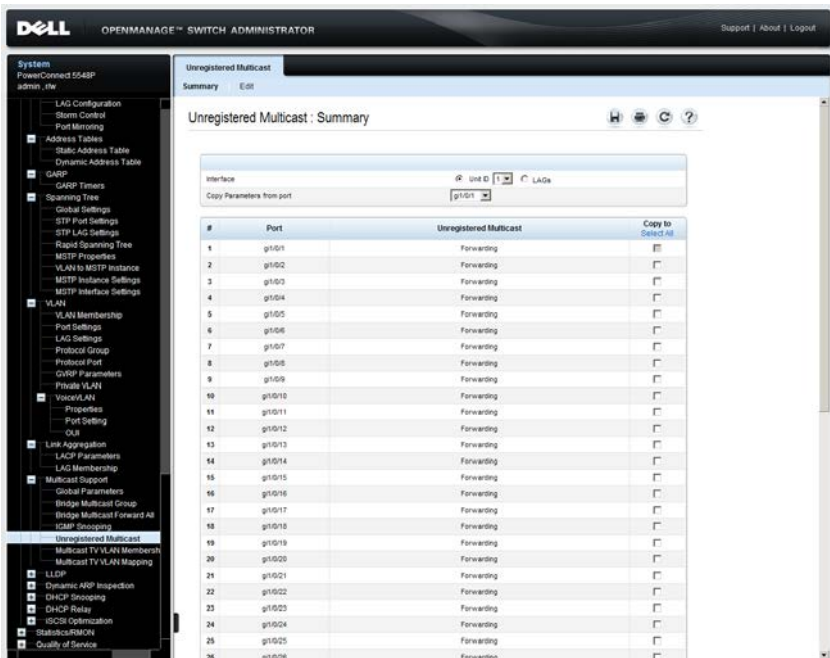 DELL OPENMANAGE™ SWITCH ADMINISTRATOR
Support | About | Logout
System
PowerConnect 5548P
admin , r/w
LAG Configuration
Storm Control
Port Mirroring
Address Tables
Static Address Table
Dynamic Address Table
GARP
GARP Timers
Spanning Tree
Global Settings
STP Port Settings
STP LAG Settings
Rapid Spanning Tree
MSTP Properties
VLAN to MSTP Instance
MSTP Instance Settings
MSTP Interface Settings
VLAN
VLAN Membership
Port Settings
LAG Settings
Protocol Group
Protocol Port
GVRP Parameters
Private VLAN
VoiceVLAN
Properties
Port Setting
OUI
Link Aggregation
LACP Parameters
LAG Membership
Multicast Support
Global Parameters
Bridge Multicast Group
Bridge Multicast Forward All
IGMP Snooping
Unregistered Multicast
Multicast TV VLAN Membersh
Multicast TV VLAN Mapping
LLDP
Dynamic ARP Inspection
DHCP Snooping
DHCP Relay
iSCSI Optimization
Statistics/RMON
Quality of Service
Unregistered Multicast
Summary Edit
Unregistered Multicast : Summary
Interface Unit ID 1 LAGs
Copy Parameters from port gi1/0/1
# Port Unregistered Multicast Copy to
Select All
1 gi1/0/1 Forwarding
2 gi1/0/2 Forwarding
3 gi1/0/3 Forwarding
4 gi1/0/4 Forwarding
5 gi1/0/5 Forwarding
6 gi1/0/6 Forwarding
7 gi1/0/7 Forwarding
8 gi1/0/8 Forwarding
9 gi1/0/9 Forwarding
10 gi1/0/10 Forwarding
11 gi1/0/11 Forwarding
12 gi1/0/12 Forwarding
13 gi1/0/13 Forwarding
14 gi1/0/14 Forwarding
15 gi1/0/15 Forwarding
16 gi1/0/16 Forwarding
17 gi1/0/17 Forwarding
18 gi1/0/18 Forwarding
19 gi1/0/19 Forwarding
20 gi1/0/20 Forwarding
21 gi1/0/21 Forwarding
22 gi1/0/22 Forwarding
23 gi1/0/23 Forwarding
24 gi1/0/24 Forwarding
25 gi1/0/25 Forwarding
26 gi1/0/26 Forwarding